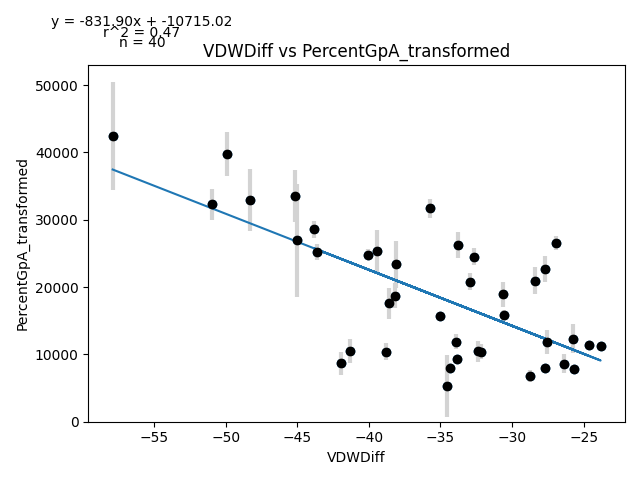 y = -831.90x + -10715.02
r^2 = 0.47
n = 40
VDWDiff vs PercentGpA_transformed
PercentGpA_transformed
50000
40000
30000
20000
10000
0
−55 −50 −45 −40 −35 −30 −25
VDWDiff